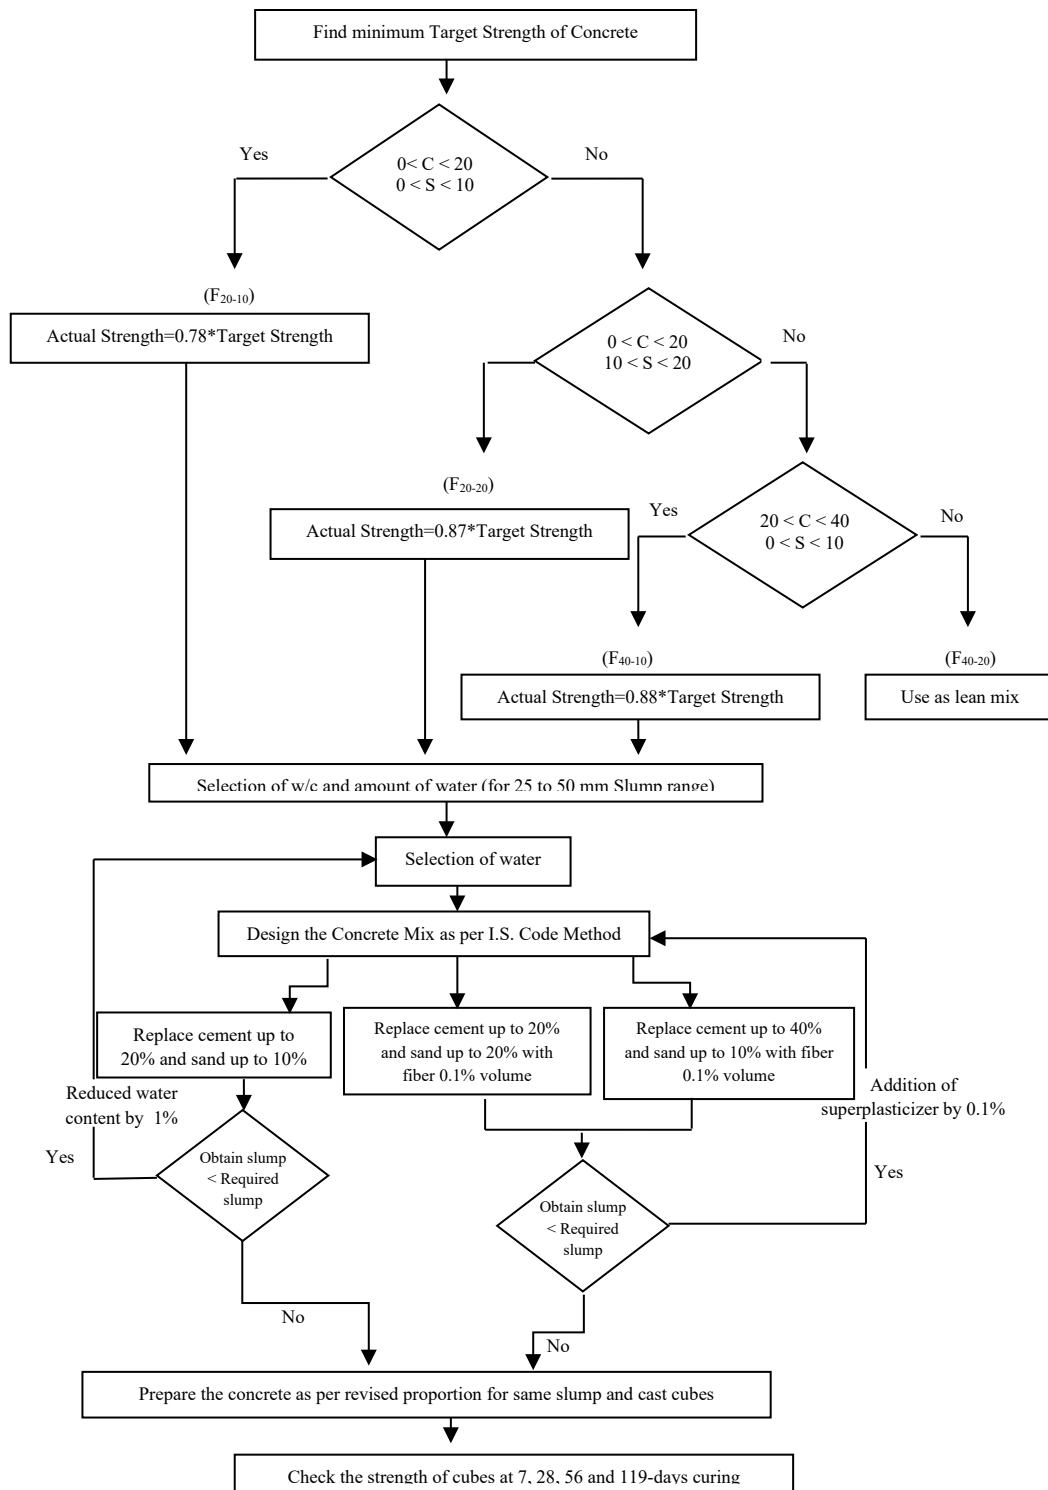 Find minimum Target Strength of Concrete
Yes
0< C < 20
0 < S < 10
No
(F20-10)
Actual Strength=0.78*Target Strength
0 < C < 20
10 < S < 20
No
(F20-20)
Actual Strength=0.87*Target Strength
Yes
20 < C < 40
0 < S < 10
No
(F40-10)
Actual Strength=0.88*Target Strength
(F40-20)
Use as lean mix
Selection of w/c and amount of water (for 25 to 50 mm Slump range)
Selection of water
Design the Concrete Mix as per I.S. Code Method
Replace cement up to
20% and sand up to 10%
Replace cement up to 20%
and sand up to 20% with
fiber 0.1% volume
Replace cement up to 40%
and sand up to 10% with fiber
0.1% volume
Reduced water
content by 1%
Addition of
superplasticizer by 0.1%
Yes
Obtain slump
< Required
slump
Obtain slump
< Required
slump
Yes
No
No
Prepare the concrete as per revised proportion for same slump and cast cubes
Check the strength of cubes at 7, 28, 56 and 119-days curing